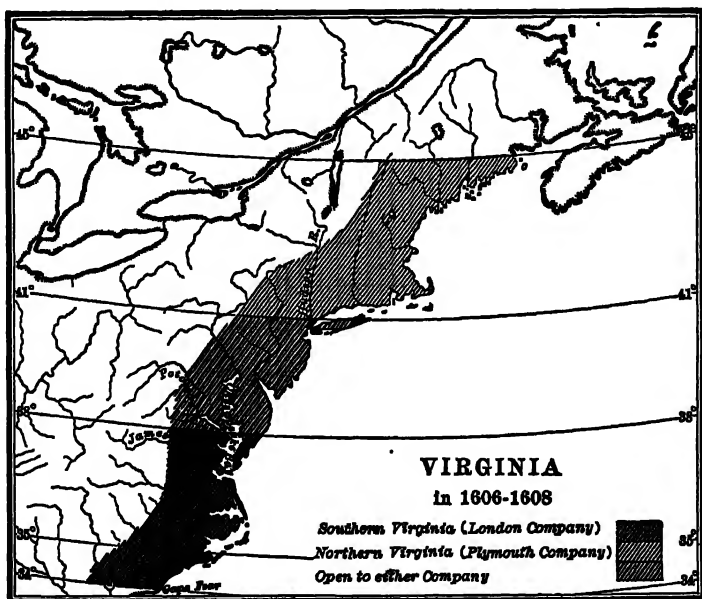 45°
41°
41°
Pot.
38°
38°
James
VIRGINIA
in 1606-1608
Southern Virginia (London Company)
Northern Virginia (Plymouth Company)
Open to either Company
35°
35°
34°
34°
Cape Fear